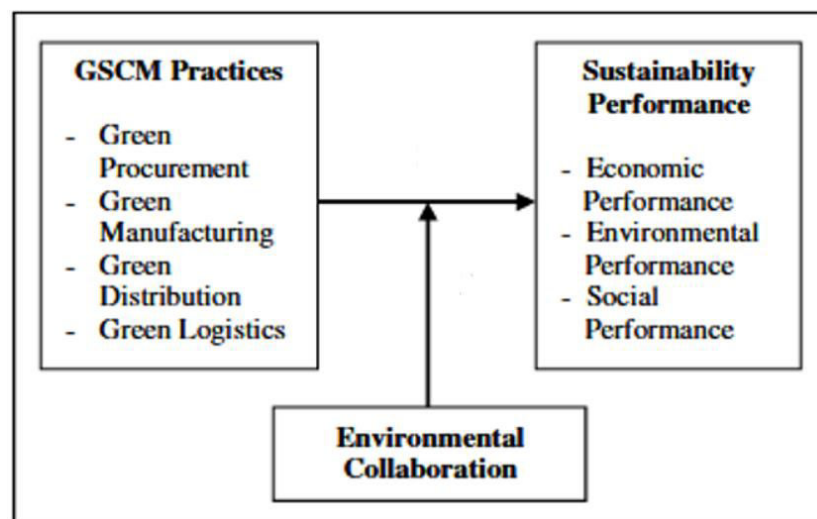 GSCM Practices
- Green
Procurement
- Green
Manufacturing
- Green
Distribution
- Green Logistics
Sustainability
Performance
- Economic
Performance
- Environmental
Performance
- Social
Performance
Environmental
Collaboration